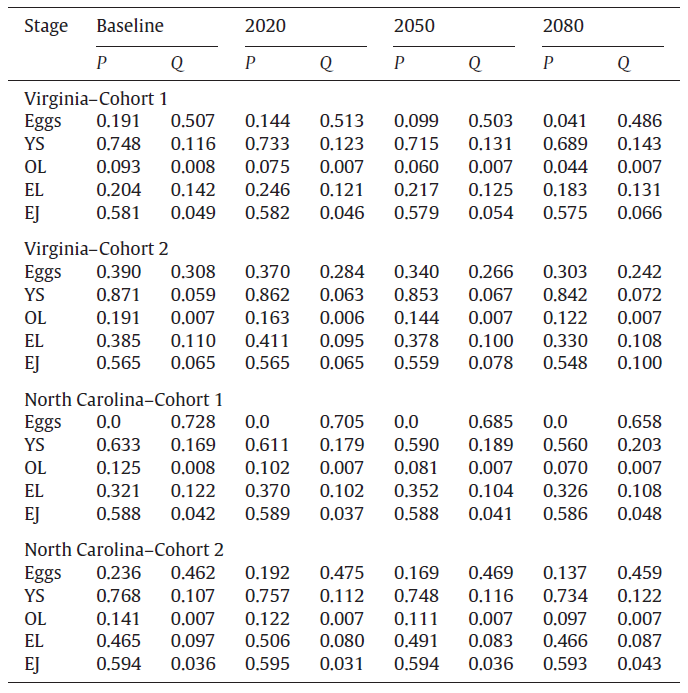 Stage Baseline 2020 2050 2080
P Q P Q P Q P Q
Virginia–Cohort 1
Eggs 0.191 0.507 0.144 0.513 0.099 0.503 0.041 0.486
YS 0.748 0.116 0.733 0.123 0.715 0.131 0.689 0.143
OL 0.093 0.008 0.075 0.007 0.060 0.007 0.044 0.007
EL 0.204 0.142 0.246 0.121 0.217 0.125 0.183 0.131
EJ 0.581 0.049 0.582 0.046 0.579 0.054 0.575 0.066
Virginia–Cohort 2
Eggs 0.390 0.308 0.370 0.284 0.340 0.266 0.303 0.242
YS 0.871 0.059 0.862 0.063 0.853 0.067 0.842 0.072
OL 0.191 0.007 0.163 0.006 0.144 0.007 0.122 0.007
EL 0.385 0.110 0.411 0.095 0.378 0.100 0.330 0.108
EJ 0.565 0.065 0.565 0.065 0.559 0.078 0.548 0.100
North Carolina–Cohort 1
Eggs 0.0 0.728 0.0 0.705 0.0 0.685 0.0 0.658
YS 0.633 0.169 0.611 0.179 0.590 0.189 0.560 0.203
OL 0.125 0.008 0.102 0.007 0.081 0.007 0.070 0.007
EL 0.321 0.122 0.370 0.102 0.352 0.104 0.326 0.108
EJ 0.588 0.042 0.589 0.037 0.588 0.041 0.586 0.048
North Carolina–Cohort 2
Eggs 0.236 0.462 0.192 0.475 0.169 0.469 0.137 0.459
YS 0.768 0.107 0.757 0.112 0.748 0.116 0.734 0.122
OL 0.141 0.007 0.122 0.007 0.111 0.007 0.097 0.007
EL 0.465 0.097 0.506 0.080 0.491 0.083 0.466 0.087
EJ 0.594 0.036 0.595 0.031 0.594 0.036 0.593 0.043